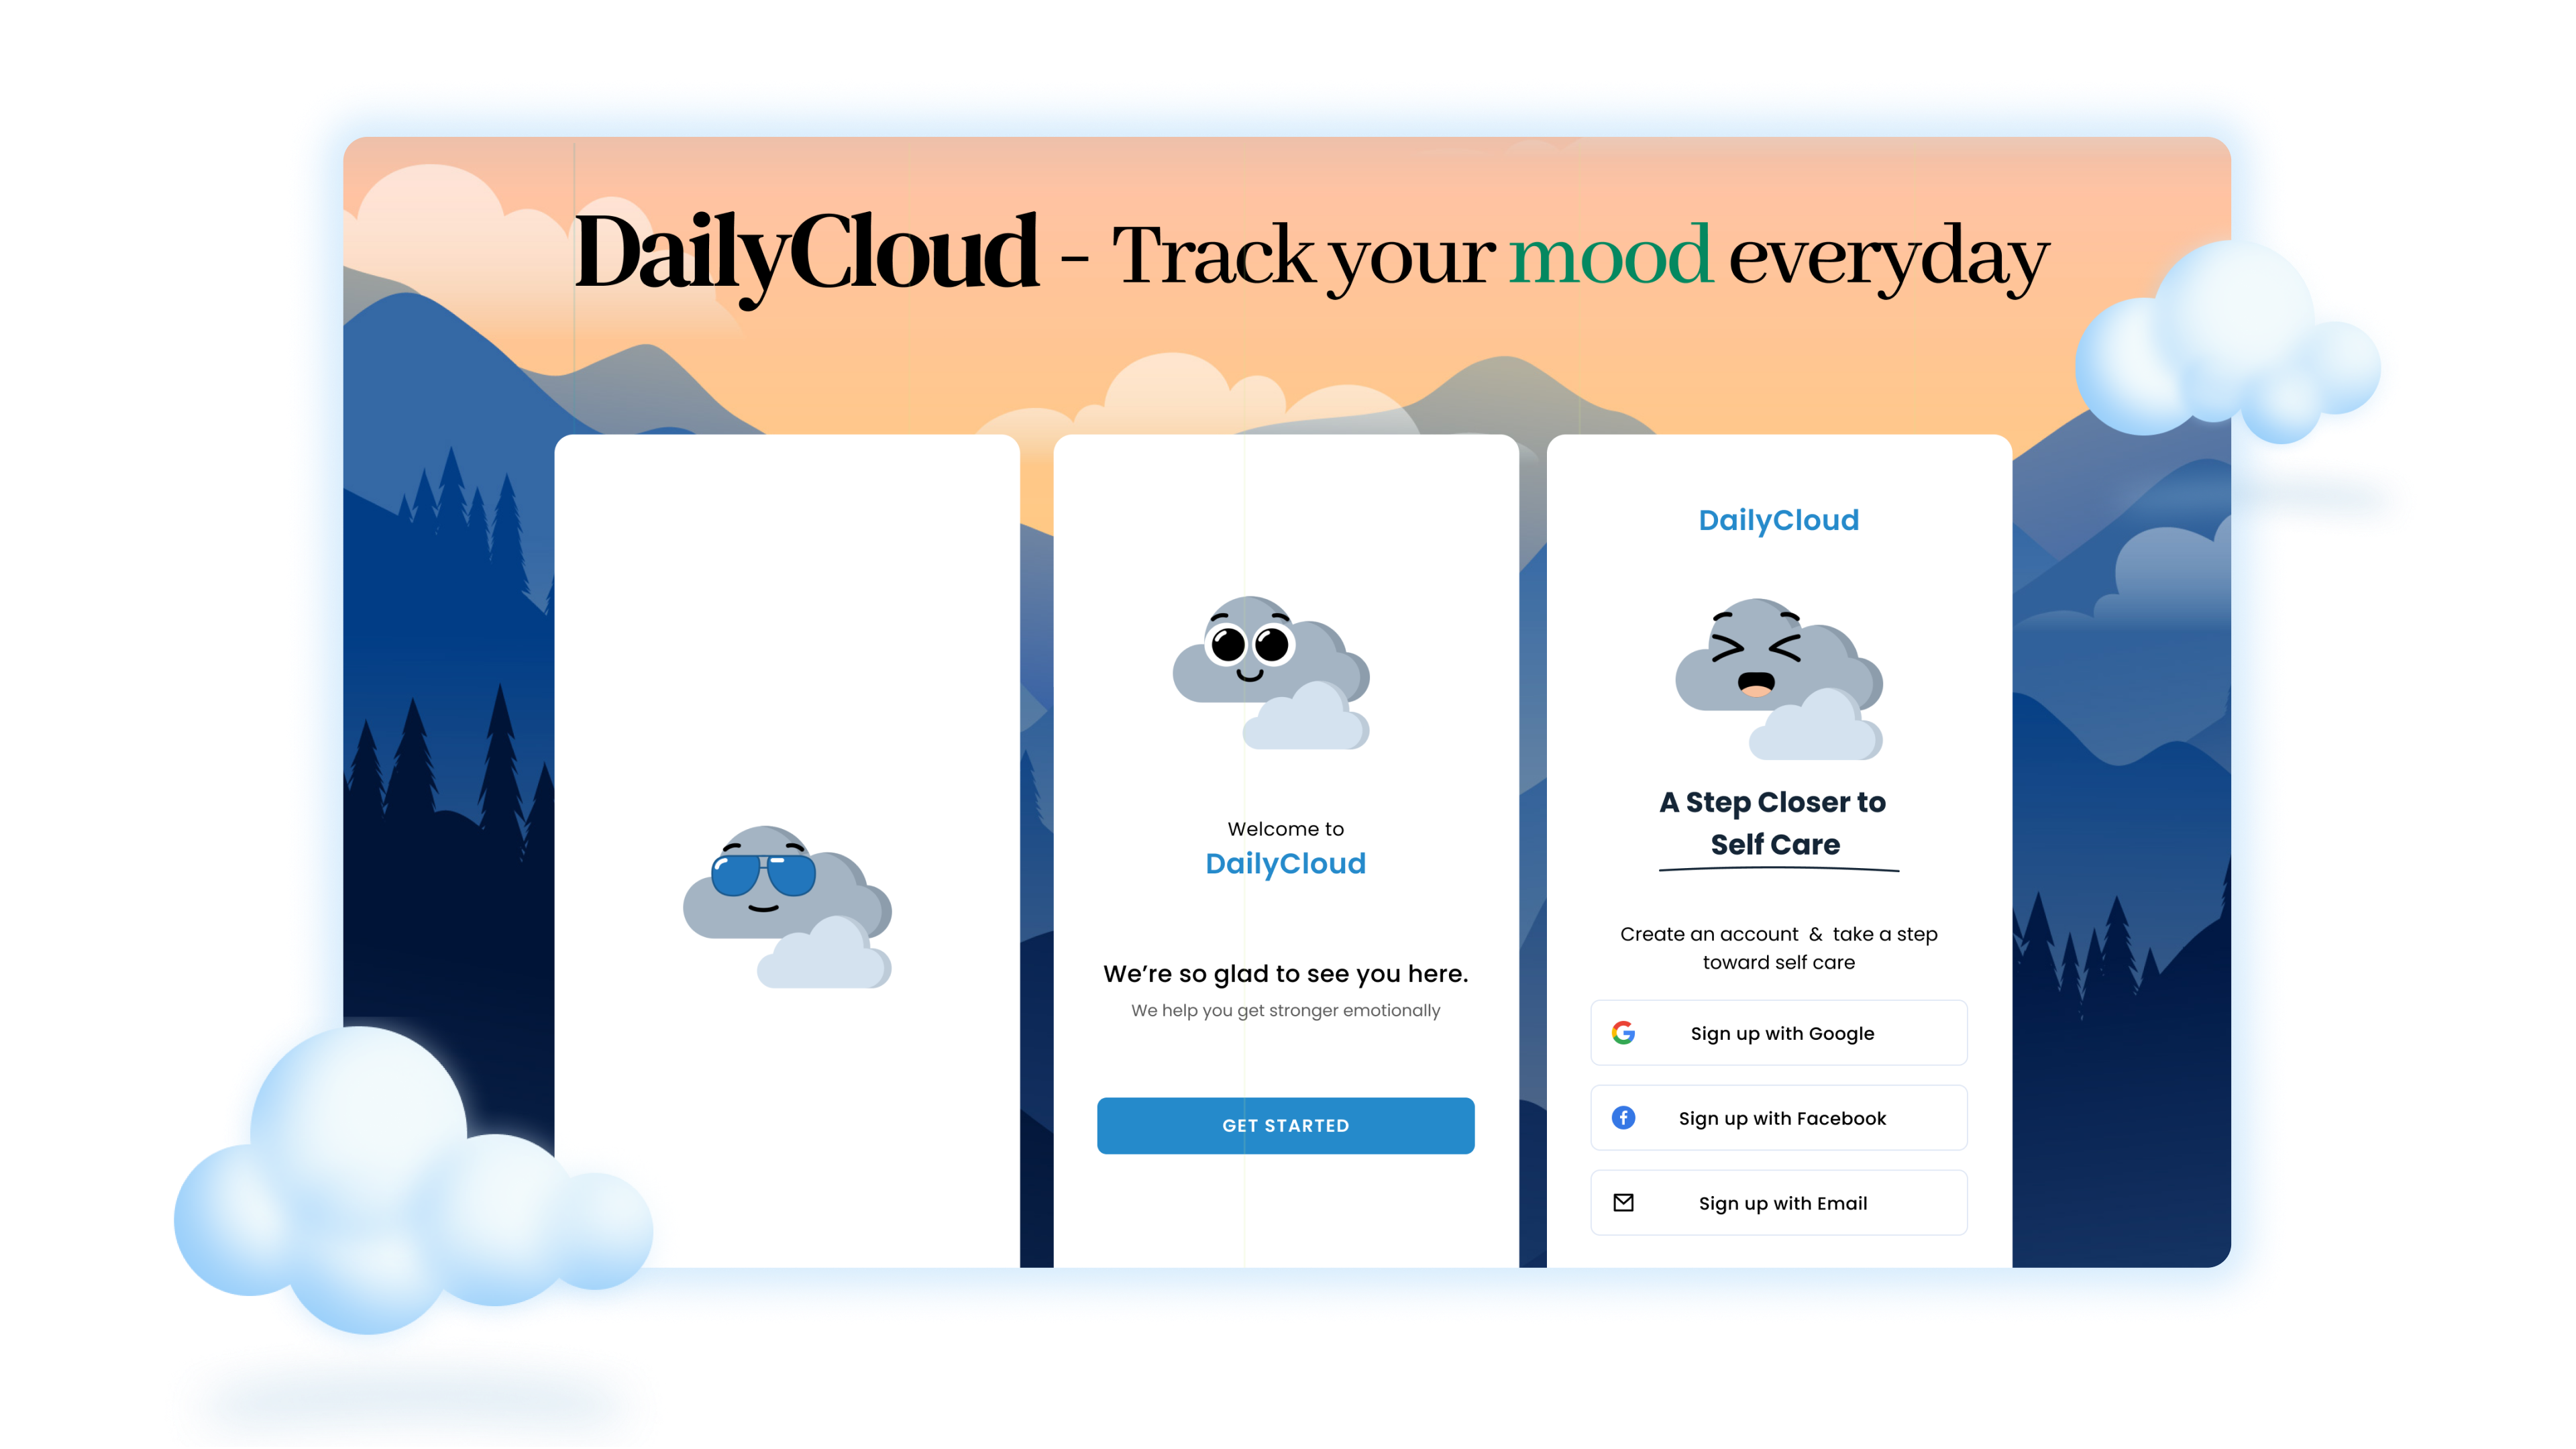 DailyCloud - Track your mood everyday
Welcome to
DailyCloud
We’re so glad to see you here.
We help you get stronger emotionally
GET STARTED
DailyCloud
A Step Closer to
Self Care
Create an account & take a step
toward self care
Sign up with Google
Sign up with Facebook
Sign up with Email